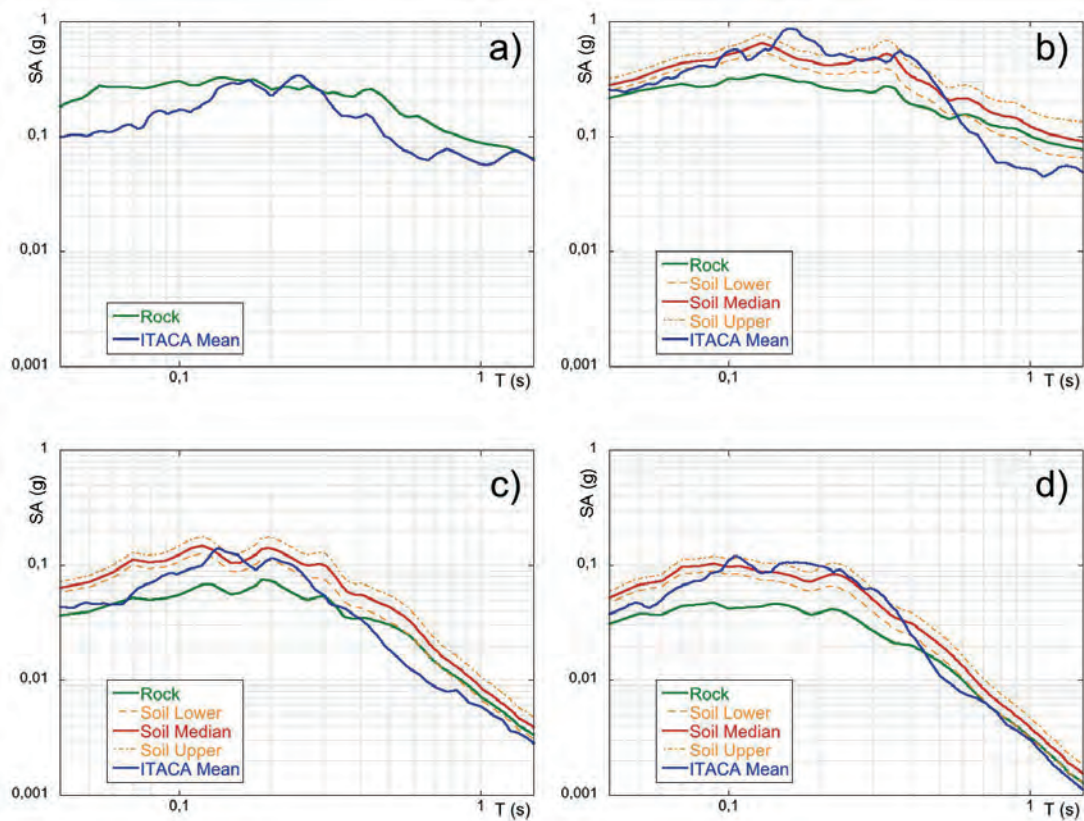 SA (g)
1
0,1
0,01
0,001
0,1
1
T (s)
a)
Rock
ITACA Mean
SA (g)
1
0,1
0,01
0,001
0,1
1
T (s)
b)
Rock
Soil Lower
Soil Median
Soil Upper
ITACA Mean
SA (g)
1
0,1
0,01
0,001
0,1
1
T (s)
c)
Rock
Soil Lower
Soil Median
Soil Upper
ITACA Mean
SA (g)
1
0,1
0,01
0,001
0,1
1
T (s)
d)
Rock
Soil Lower
Soil Median
Soil Upper
ITACA Mean